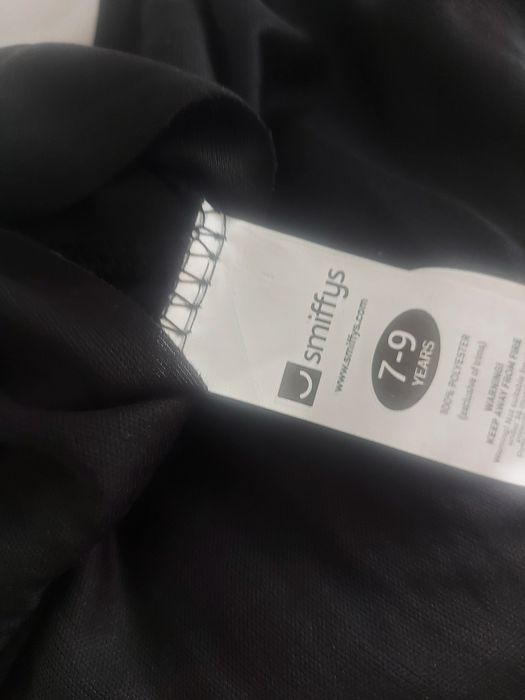 smiffys
www.smiffys.com
7-9
YEARS
100% POLYESTER
(exclusive of trims)
WARNING!
KEEP AWAY FROM FIRE